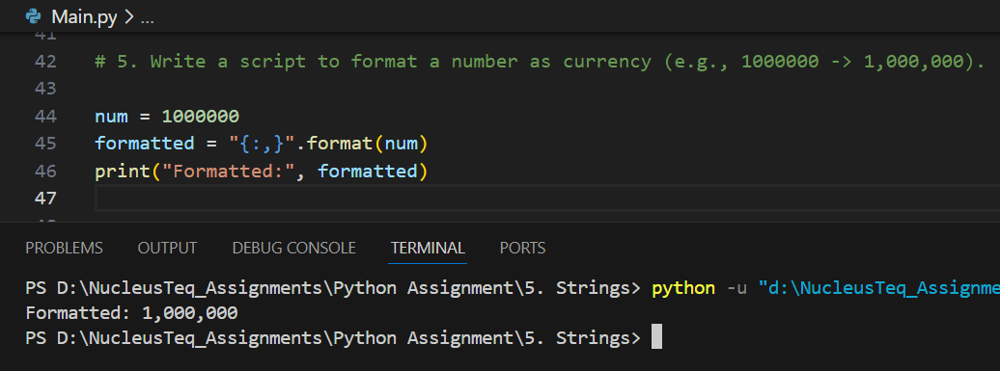 Main.py > ...
41
42 # 5. Write a script to format a number as currency (e.g., 1000000 -> 1,000,000).
43
44 num = 1000000
45 formatted = "{:,}".format(num)
46 print("Formatted:", formatted)
47
PROBLEMS OUTPUT DEBUG CONSOLE TERMINAL PORTS
PS D:\NucleusTeq_Assignments\Python Assignment\5. Strings> python -u "d:\NucleusTeq_Assignme
Formatted: 1,000,000
PS D:\NucleusTeq_Assignments\Python Assignment\5. Strings>